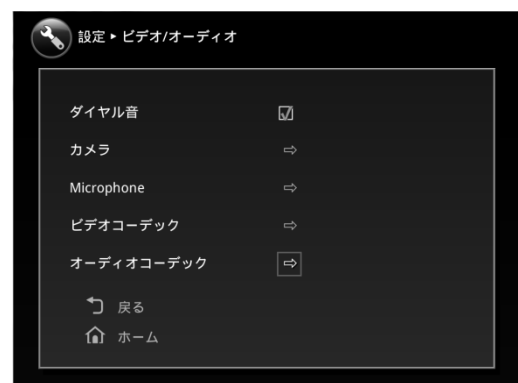 設定 ▸ ビデオ/オーディオ
ダイヤル音
カメラ
Microphone
ビデオコーデック
オーディオコーデック
戻る
ホーム